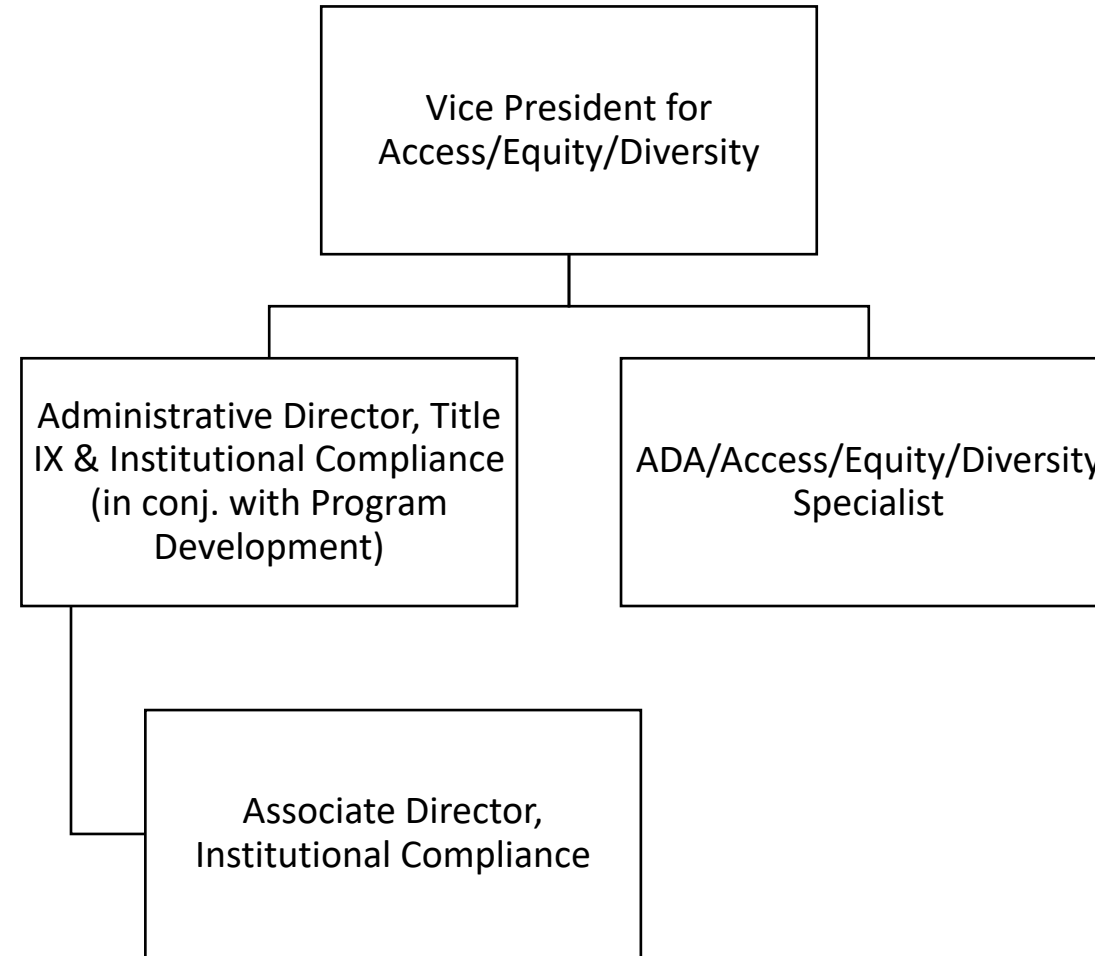 Vice President for
Access/Equity/Diversity
Administrative Director, Title
IX & Institutional Compliance
(in conj. with Program
Development)
ADA/Access/Equity/Diversity
Specialist
Associate Director,
Institutional Compliance